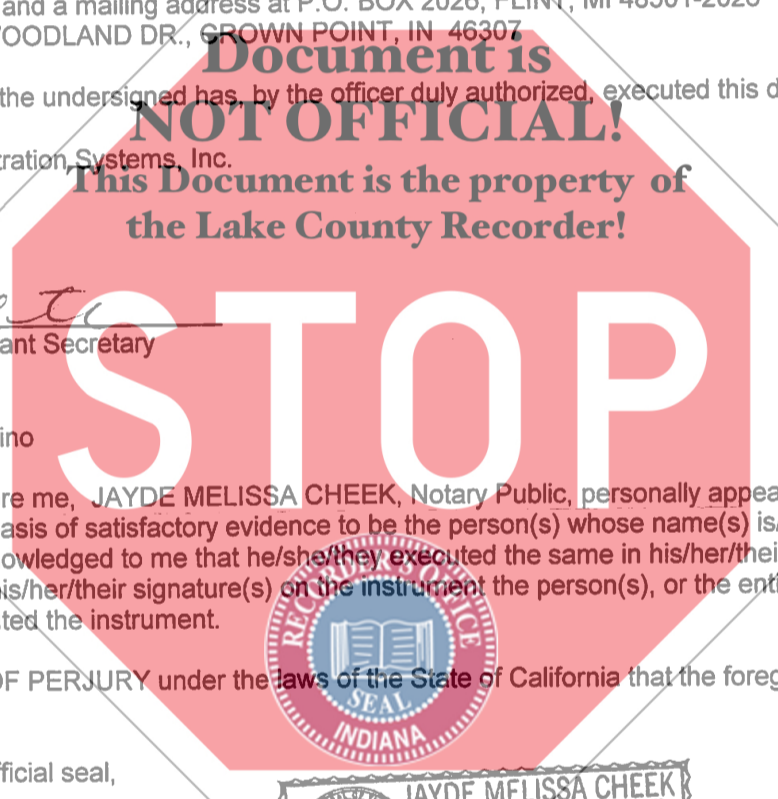 and a mailing address at P.O. BOX 2026, FLINT, MI 48501-2026
OODLAND DR., CROWN POINT, IN 46307
Document is
the undersigned has, by the officer duly authorized, executed this d
NOT OFFICIAL!
tration Systems, Inc.
This Document is the property of
the Lake County Recorder!
STOP
ant Secretary
ino
re me, JAYDE MELISSA CHEEK, Notary Public, personally appea
asis of satisfactory evidence to be the person(s) whose name(s) is/
owledged to me that he/she/they executed the same in his/her/thei
is/her/their signature(s) on the instrument the person(s), or the enti
ted the instrument.
RECORDER'S OFFICE
OF PERJURY under the laws of the State of California that the foreg
SEAL
INDIANA
ficial seal,
JAYDE MELISSA CHEEK